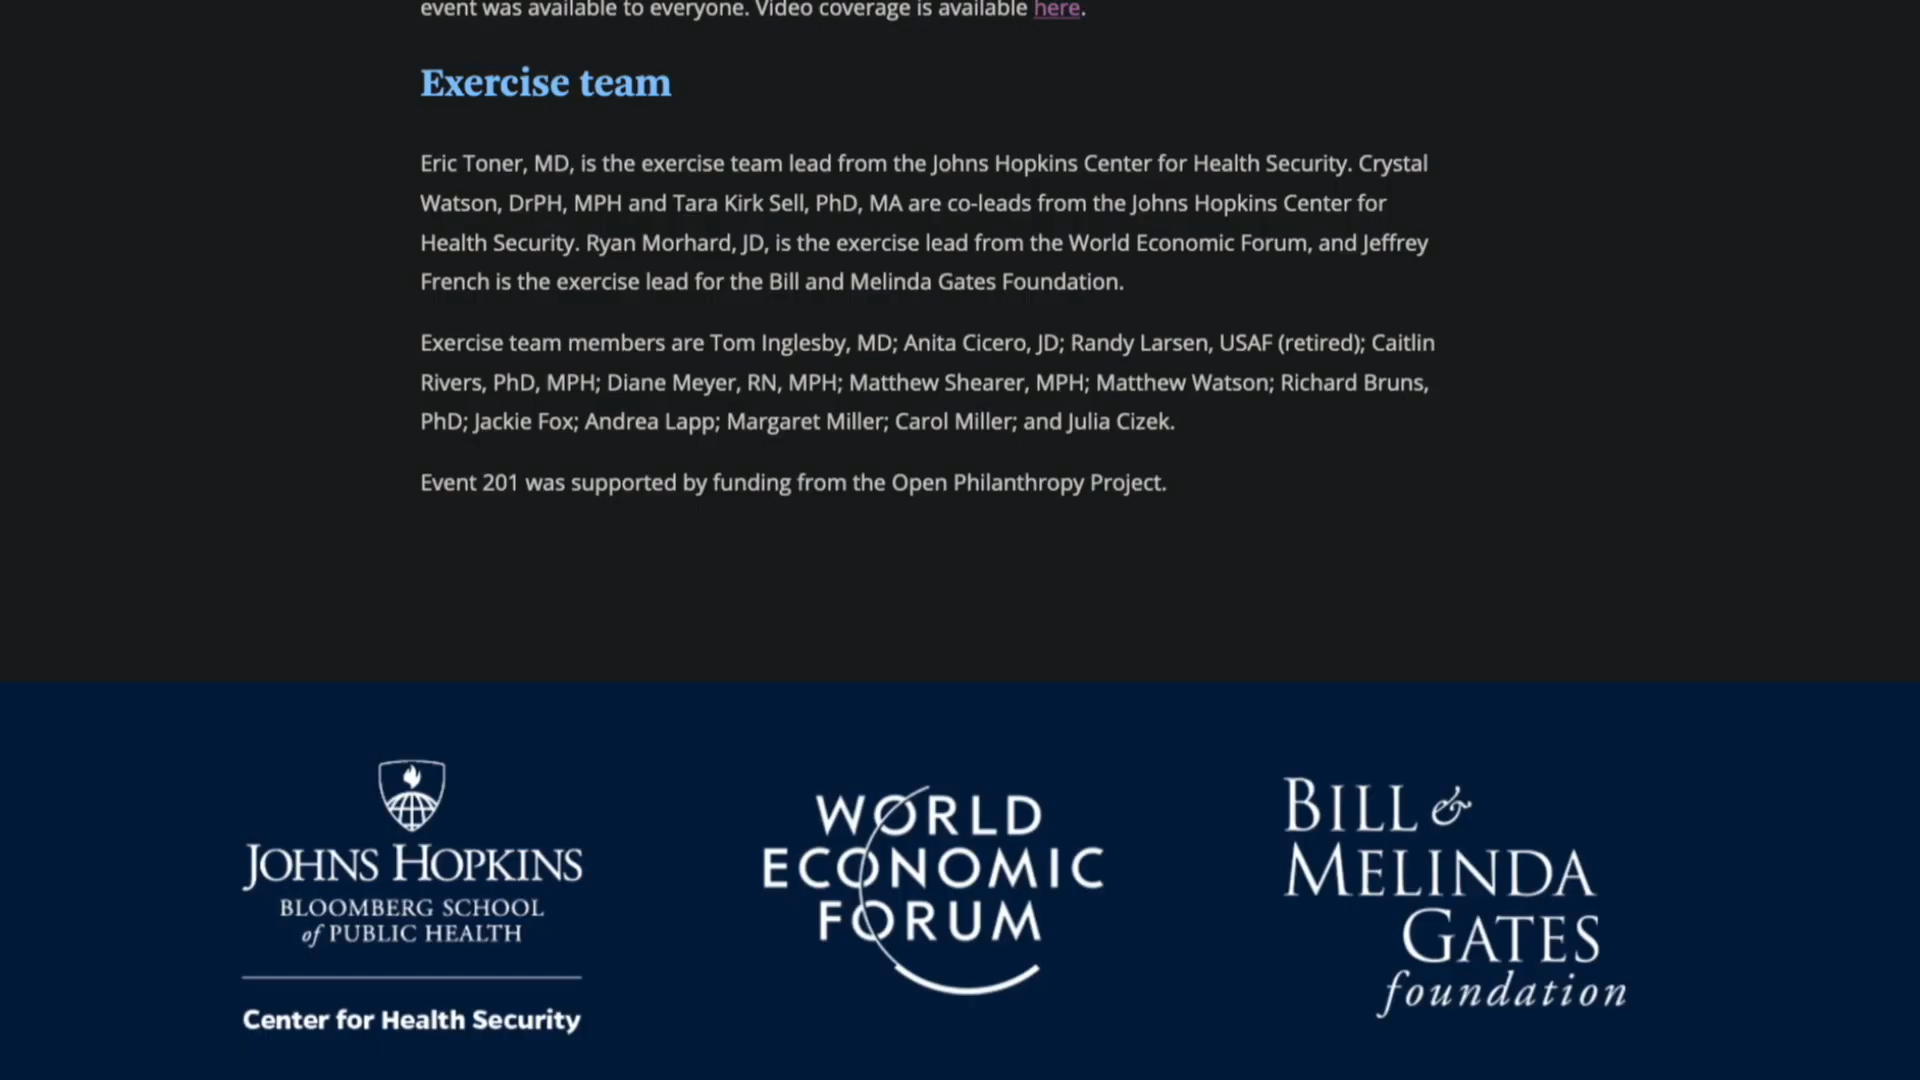 event was available to everyone. Video coverage is available here.
Exercise team
Eric Toner, MD, is the exercise team lead from the Johns Hopkins Center for Health Security. Crystal
Watson, DrPH, MPH and Tara Kirk Sell, PhD, MA are co-leads from the Johns Hopkins Center for
Health Security. Ryan Morhard, JD, is the exercise lead from the World Economic Forum, and Jeffrey
French is the exercise lead for the Bill and Melinda Gates Foundation.
Exercise team members are Tom Inglesby, MD; Anita Cicero, JD; Randy Larsen, USAF (retired); Caitlin
Rivers, PhD, MPH; Diane Meyer, RN, MPH; Matthew Shearer, MPH; Matthew Watson; Richard Bruns,
PhD; Jackie Fox; Andrea Lapp; Margaret Miller; Carol Miller; and Julia Cizek.
Event 201 was supported by funding from the Open Philanthropy Project.
JOHNS HOPKINS
BLOOMBERG SCHOOL
of PUBLIC HEALTH
Center for Health Security
WORLD
ECONOMIC
FORUM
BILL &
MELINDA
GATES
foundation